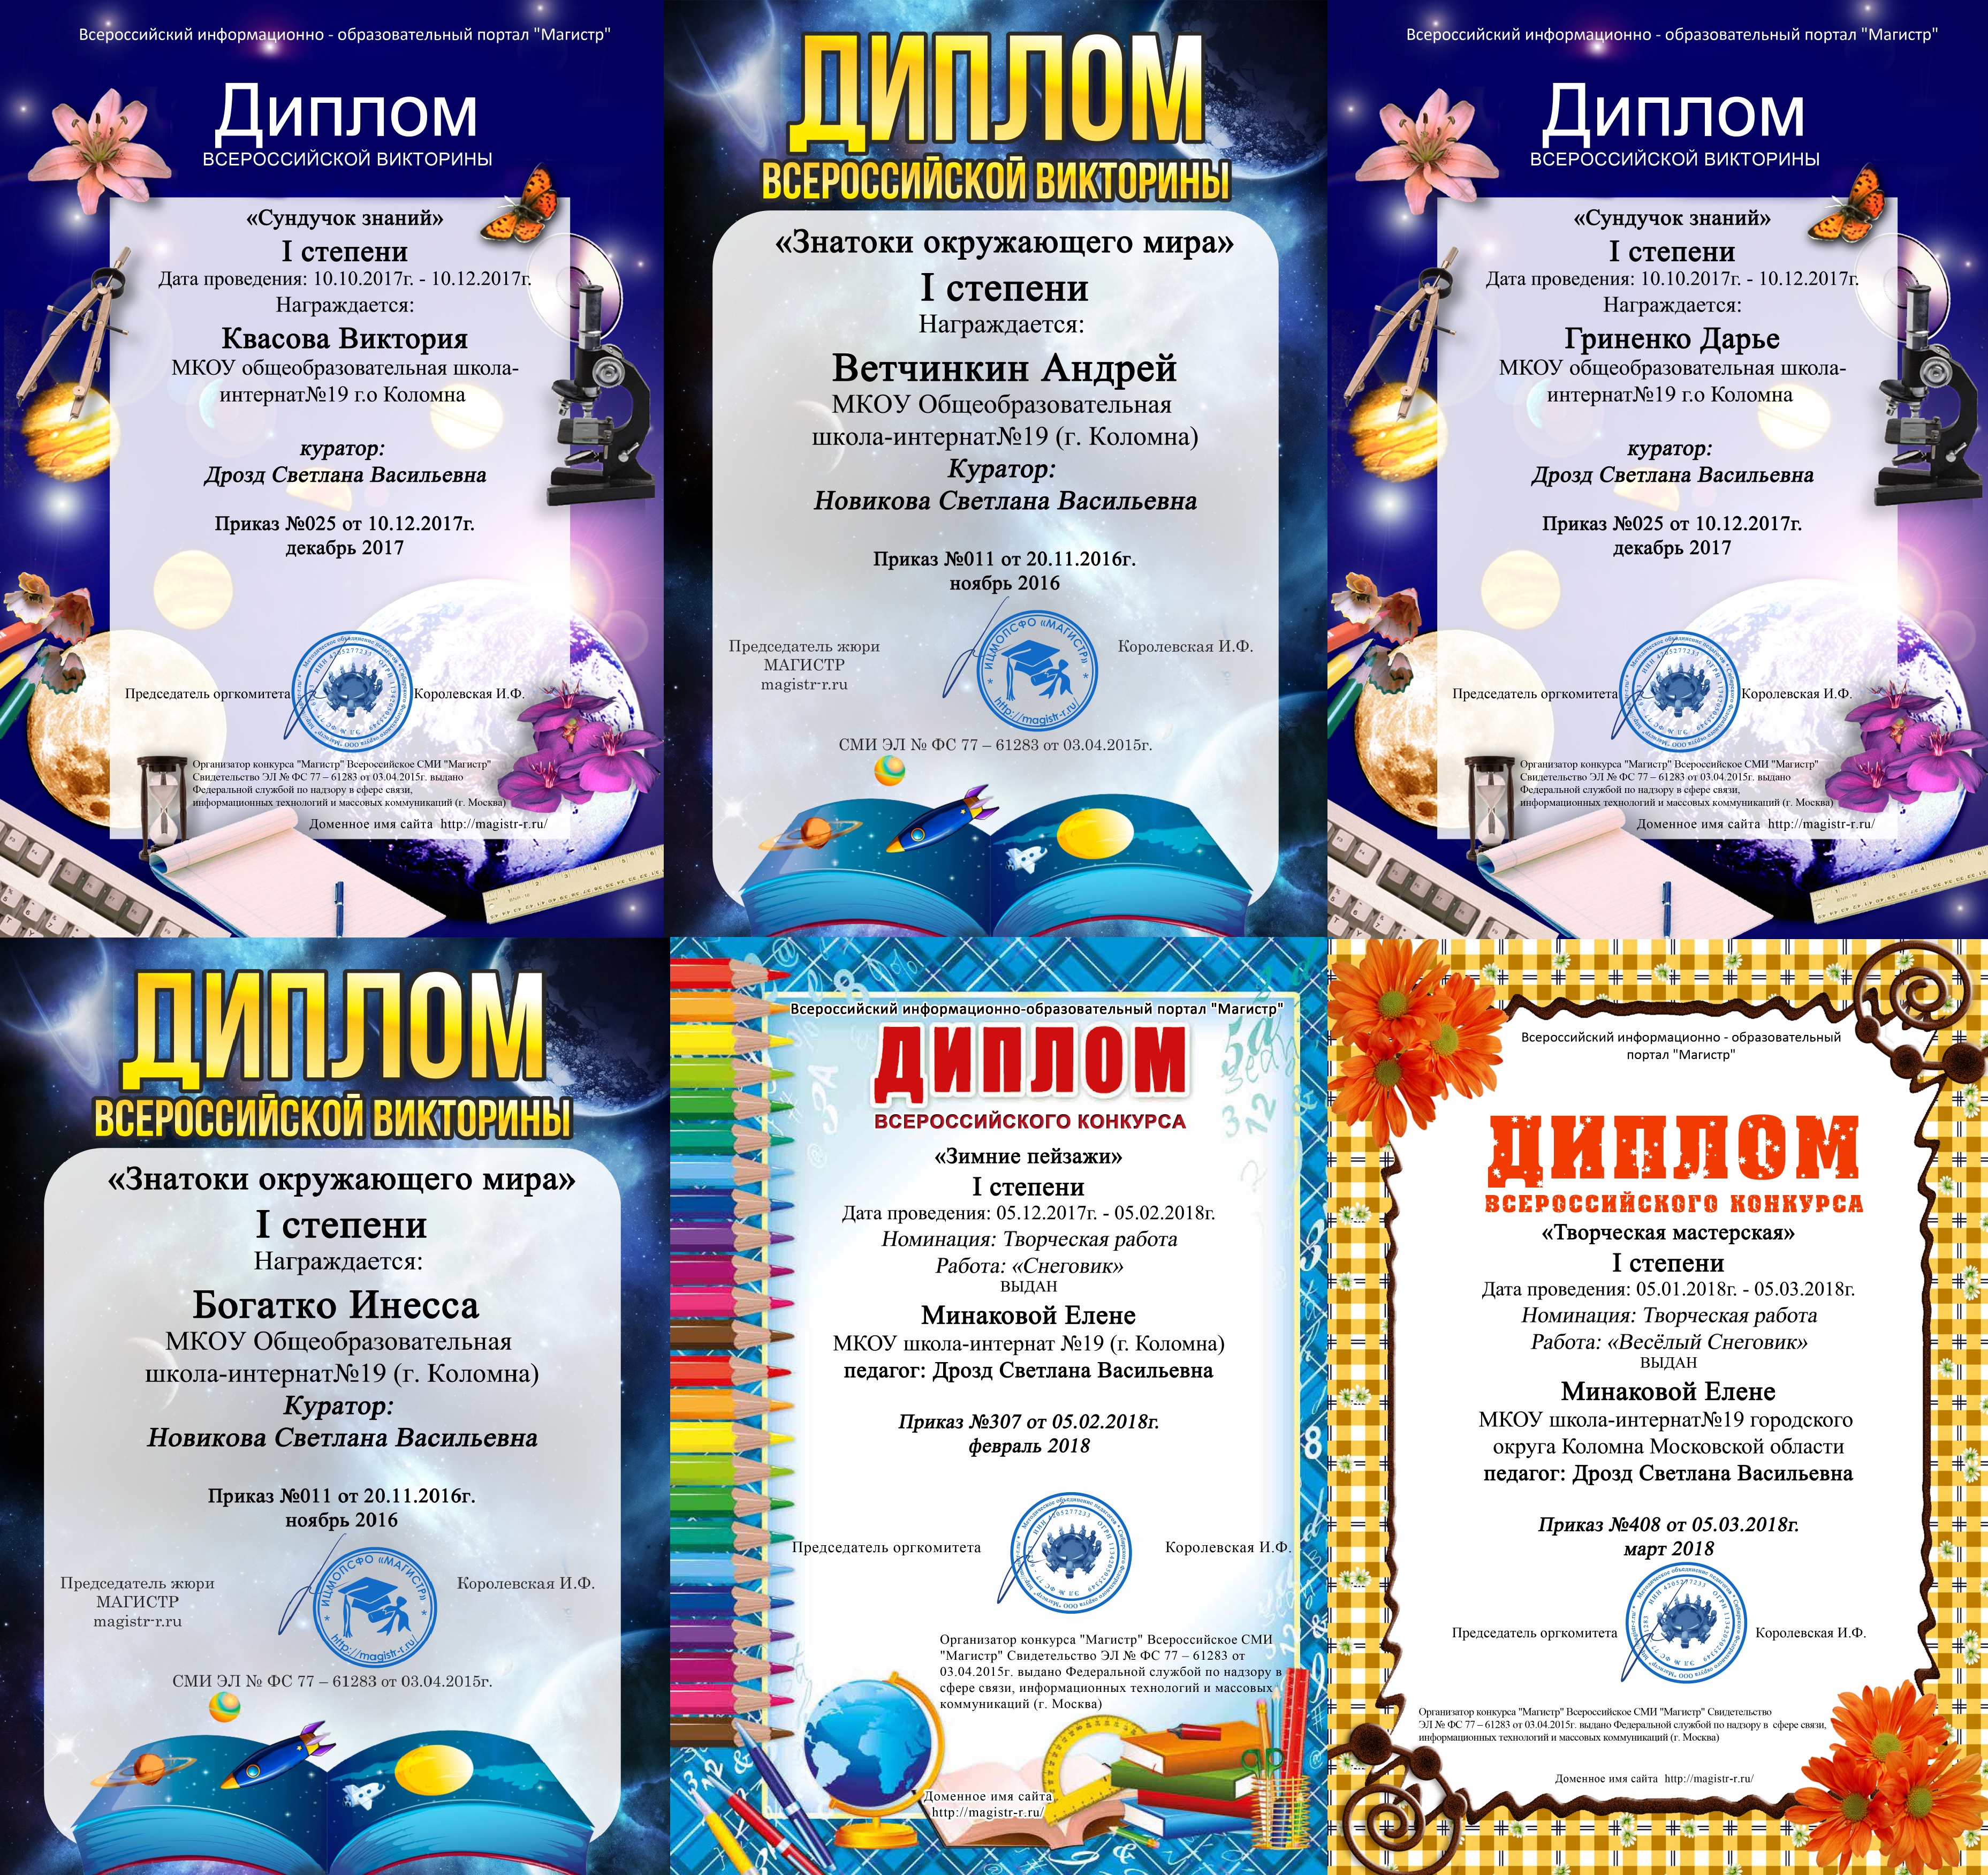 Всероссийский информационно - образовательный портал "Магистр"
Диплом
ВСЕРОССИЙСКОЙ ВИКТОРИНЫ
«Сундучок знаний»
I степени
Дата проведения: 10.10.2017г. - 10.12.2017г.
Награждается:
Квасова Виктория
МКОУ общеобразовательная школа-
интернат№19 г.о Коломна
куратор:
Дрозд Светлана Васильевна
Приказ №025 от 10.12.2017г.
декабрь 2017
Председатель оргкомитета
Королевская И.Ф.
Организатор конкурса "Магистр" Всероссийское СМИ "Магистр"
Свидетельство ЭЛ № ФС 77 – 61283 от 03.04.2015г. выдано
Федеральной службой по надзору в сфере связи,
информационных технологий и массовых коммуникаций (г. Москва)
Доменное имя сайта http://magistr-r.ru/
ДИПЛОМ
ВСЕРОССИЙСКОЙ ВИКТОРИНЫ
«Знатоки окружающего мира»
I степени
Награждается:
Ветчинкин Андрей
МКОУ Общеобразовательная
школа-интернат№19 (г. Коломна)
Куратор:
Новикова Светлана Васильевна
Приказ №011 от 20.11.2016г.
ноябрь 2016
Председатель жюри
МАГИСТР
magistr-r.ru
ИЦМОПСФО «МАГИСТР»
http://magistr-r.ru/
Королевская И.Ф.
СМИ ЭЛ № ФС 77 – 61283 от 03.04.2015г.
Всероссийский информационно - образовательный портал "Магистр"
Диплом
ВСЕРОССИЙСКОЙ ВИКТОРИНЫ
«Сундучок знаний»
I степени
Дата проведения: 10.10.2017г. - 10.12.2017г.
Награждается:
Гриненко Дарье
МКОУ общеобразовательная школа-
интернат№19 г.о Коломна
куратор:
Дрозд Светлана Васильевна
Приказ №025 от 10.12.2017г.
декабрь 2017
Председатель оргкомитета
Королевская И.Ф.
Организатор конкурса "Магистр" Всероссийское СМИ "Магистр"
Свидетельство ЭЛ № ФС 77 – 61283 от 03.04.2015г. выдано
Федеральной службой по надзору в сфере связи,
информационных технологий и массовых коммуникаций (г. Москва)
Доменное имя сайта http://magistr-r.ru/
ДИПЛОМ
ВСЕРОССИЙСКОЙ ВИКТОРИНЫ
«Знатоки окружающего мира»
I степени
Награждается:
Богатко Инесса
МКОУ Общеобразовательная
школа-интернат№19 (г. Коломна)
Куратор:
Новикова Светлана Васильевна
Приказ №011 от 20.11.2016г.
ноябрь 2016
Председатель жюри
МАГИСТР
magistr-r.ru
ИЦМОПСФО «МАГИСТР»
http://magistr-r.ru/
Королевская И.Ф.
СМИ ЭЛ № ФС 77 – 61283 от 03.04.2015г.
Всероссийский информационно-образовательный портал "Магистр"
ДИПЛОМ
ВСЕРОССИЙСКОГО КОНКУРСА
«Зимние пейзажи»
I степени
Дата проведения: 05.12.2017г. - 05.02.2018г.
Номинация: Творческая работа
Работа: «Снеговик»
ВЫДАН
Минаковой Елене
МКОУ школа-интернат №19 (г. Коломна)
педагог: Дрозд Светлана Васильевна
Приказ №307 от 05.02.2018г.
февраль 2018
Председатель оргкомитета
Королевская И.Ф.
Организатор конкурса "Магистр" Всероссийское СМИ
"Магистр" Свидетельство ЭЛ № ФС 77 – 61283 от
03.04.2015г. выдано Федеральной службой по надзору в
сфере связи, информационных технологий и массовых
коммуникаций (г. Москва)
Доменное имя сайта
http://magistr-r.ru/
Всероссийский информационно - образовательный
портал "Магистр"
ДИПЛОМ
ВСЕРОССИЙСКОГО КОНКУРСА
«Творческая мастерская»
I степени
Дата проведения: 05.01.2018г. - 05.03.2018г.
Номинация: Творческая работа
Работа: «Весёлый Снеговик»
ВЫДАН
Минаковой Елене
МКОУ школа-интернат№19 городского
округа Коломна Московской области
педагог: Дрозд Светлана Васильевна
Приказ №408 от 05.03.2018г.
март 2018
Председатель оргкомитета
Королевская И.Ф.
Организатор конкурса "Магистр" Всероссийское СМИ "Магистр" Свидетельство
ЭЛ № ФС 77 – 61283 от 03.04.2015г. выдано Федеральной службой по надзору в сфере связи,
информационных технологий и массовых коммуникаций (г. Москва)
Доменное имя сайта http://magistr-r.ru/